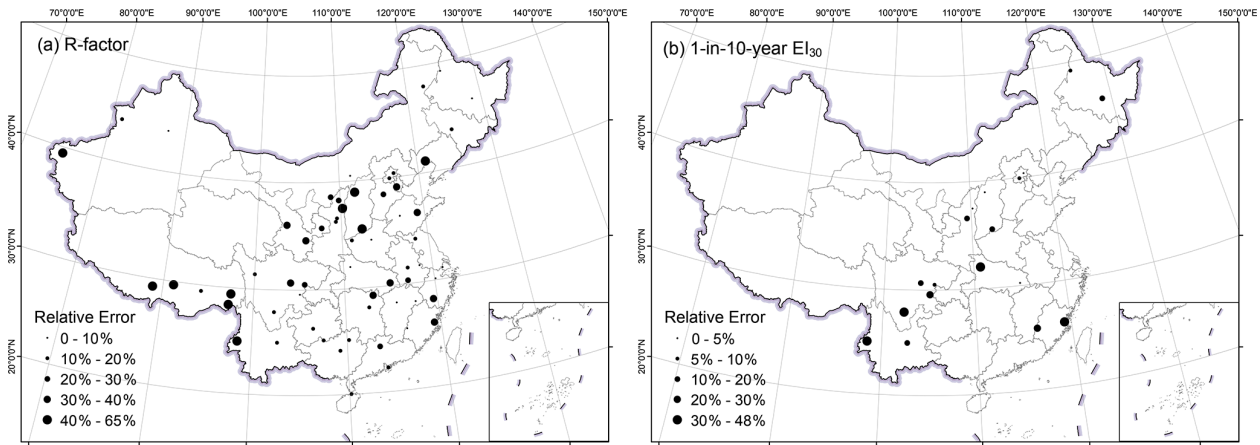 70°0'0"E 80°0'0"E 90°0'0"E 100°0'0"E 110°0'0"E 120°0'0"E 130°0'0"E 140°0'0"E 150°0'0"E
(a) R-factor
40°0'0"N
30°0'0"N
20°0'0"N
Relative Error
0 - 10%
10% - 20%
20% - 30%
30% - 40%
40% - 65%
70°0'0"E 80°0'0"E 90°0'0"E 100°0'0"E 110°0'0"E 120°0'0"E 130°0'0"E 140°0'0"E 150°0'0"E
(b) 1-in-10-year EI₃₀
40°0'0"N
30°0'0"N
20°0'0"N
Relative Error
0 - 5%
5% - 10%
10% - 20%
20% - 30%
30% - 48%